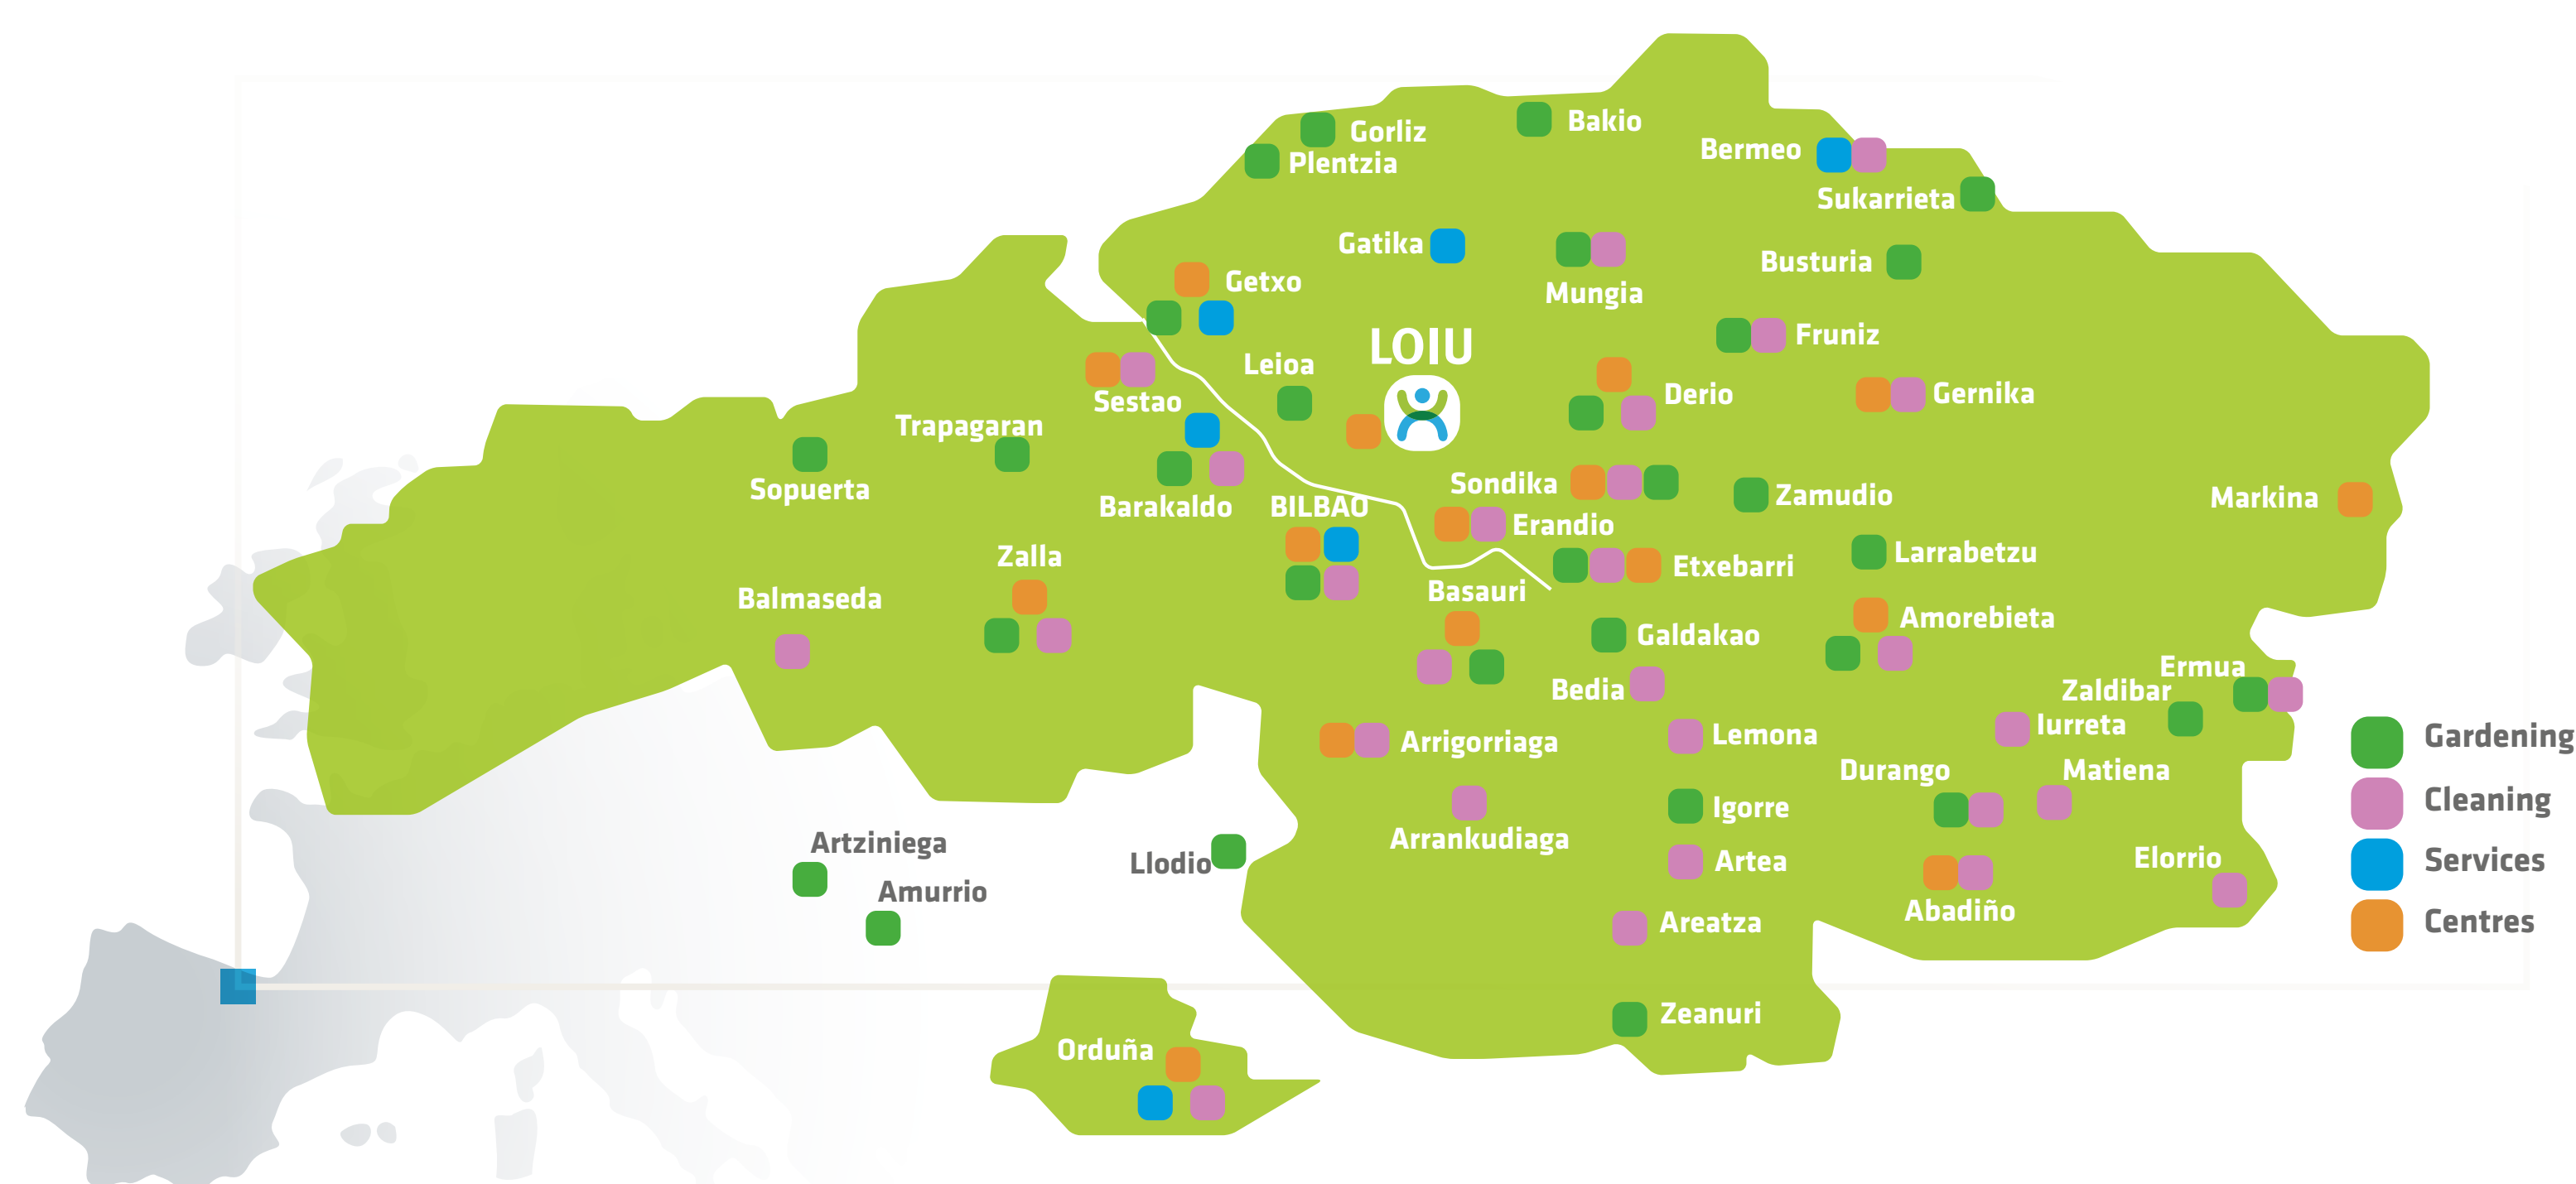 Gorliz
Bakio
Plentzia
Bermeo
Sukarrieta
Gatika
Mungia
Busturia
Getxo
Fruniz
LOIU
Leioa
Derio
Gernika
Sestao
Trapagaran
Sopuerta
Barakaldo
BILBAO
Sondika
Zamudio
Markina
Erandio
Zalla
Etxebarri
Larrabetzu
Balmaseda
Basauri
Galdakao
Amorebieta
Bedia
Ermua
Zaldibar
Iurreta
Arrigorriaga
Lemona
Durango
Matiena
Igorre
Arrankudiaga
Artea
Elorrio
Abadiño
Areatza
Zeanuri
Artziniega
Amurrio
Llodio
Orduña
Gardening
Cleaning
Services
Centres